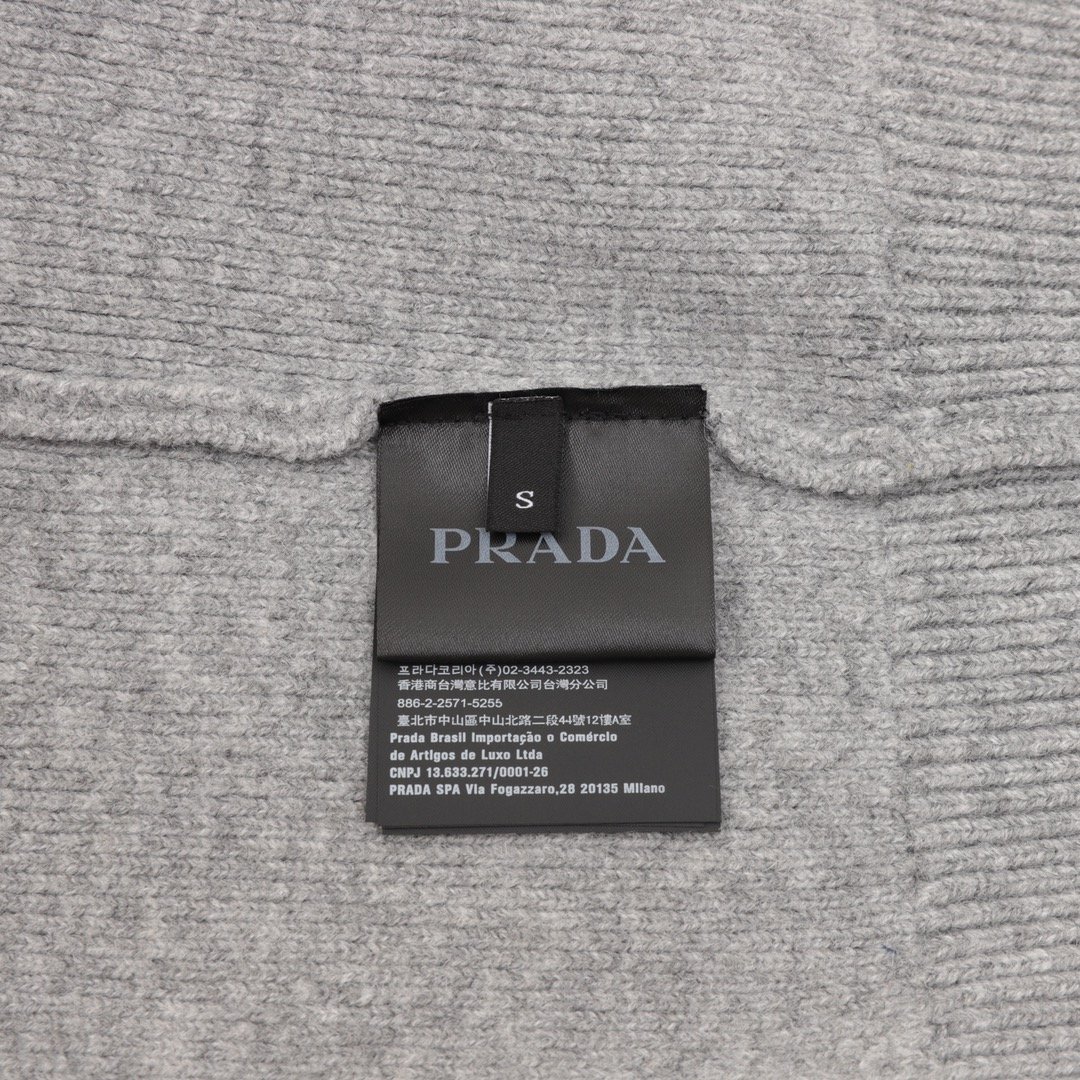 S
PRADA
프라다코리아(주)02-3443-2323
香港商台灣意比有限公司台灣分公司
886-2-2571-5255
臺北市中山區中山北路二段44號12樓A室
Prada Brasil Importação o Comércio
de Artigos de Luxo Ltda
CNPJ 13.633.271/0001-26
PRADA SPA Via Fogazzaro,28 20135 Milano